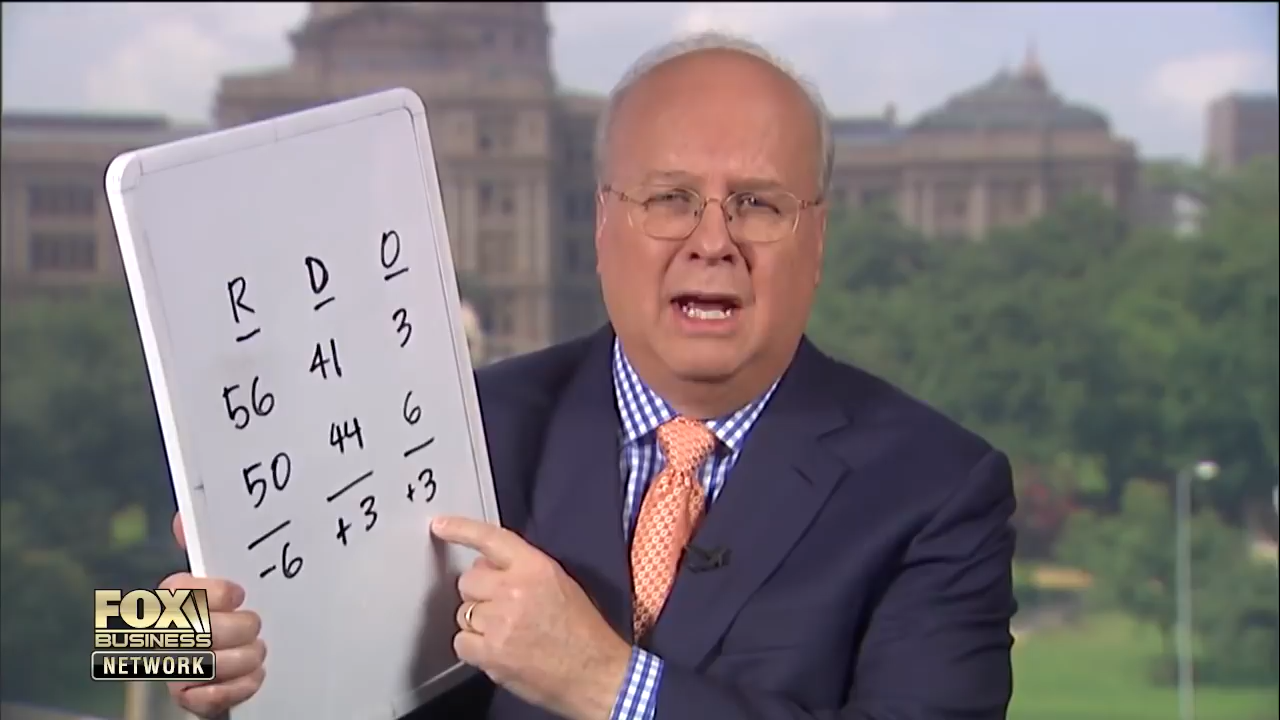 R D O
56 41 3
50 44 6
-6 +3 +3
FOX
BUSINESS
NETWORK